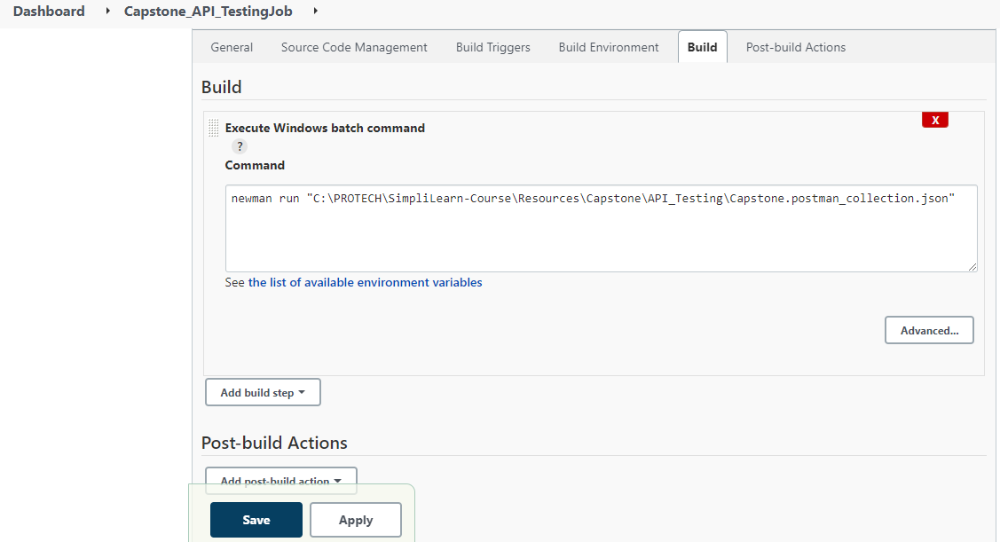 Dashboard Capstone_API_TestingJob
General Source Code Management Build Triggers Build Environment Build Post-build Actions
Build
X
Execute Windows batch command
?
Command
newman run "C:\PROTECH\SimpliLearn-Course\Resources\Capstone\API_Testing\Capstone.postman_collection.json"
See the list of available environment variables
Advanced...
Add build step
Post-build Actions
Add post-build action
Save Apply